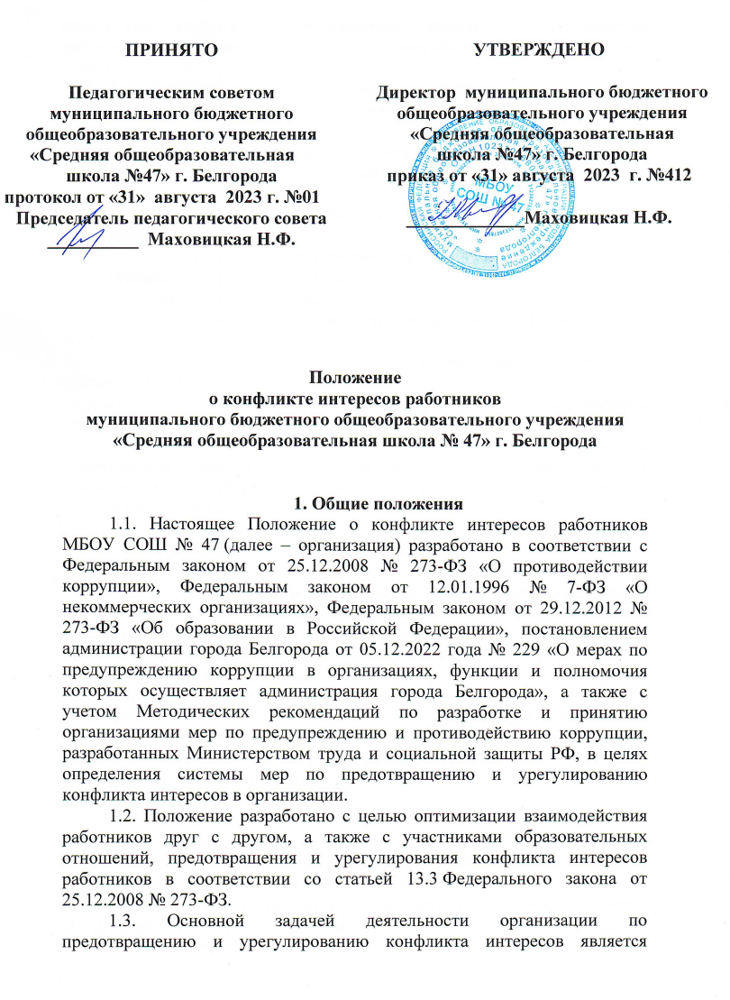 ПРИНЯТО
Педагогическим советом
муниципального бюджетного
общеобразовательного учреждения
«Средняя общеобразовательная
школа №47» г. Белгорода
протокол от «31» августа 2023 г. №01
Председатель педагогического совета
___________ Маховицкая Н.Ф.
УТВЕРЖДЕНО
Директор муниципального бюджетного
общеобразовательного учреждения
«Средняя общеобразовательная
школа №47» г. Белгорода
приказ от «31» августа 2023 г. №412
______________ Маховицкая Н.Ф.
МБОУ
СОШ № 47
Положение
о конфликте интересов работников
муниципального бюджетного общеобразовательного учреждения
«Средняя общеобразовательная школа № 47» г. Белгорода
1. Общие положения
1.1. Настоящее Положение о конфликте интересов работников
МБОУ СОШ № 47 (далее – организация) разработано в соответствии с
Федеральным законом от 25.12.2008 № 273-ФЗ «О противодействии
коррупции», Федеральным законом от 12.01.1996 № 7-ФЗ «О
некоммерческих организациях», Федеральным законом от 29.12.2012 №
273-ФЗ «Об образовании в Российской Федерации», постановлением
администрации города Белгорода от 05.12.2022 года № 229 «О мерах по
предупреждению коррупции в организациях, функции и полномочия
которых осуществляет администрация города Белгорода», а также с
учетом Методических рекомендаций по разработке и принятию
организациями мер по предупреждению и противодействию коррупции,
разработанных Министерством труда и социальной защиты РФ, в целях
определения системы мер по предотвращению и урегулированию
конфликта интересов в организации.
1.2. Положение разработано с целью оптимизации взаимодействия
работников друг с другом, а также с участниками образовательных
отношений, предотвращения и урегулирования конфликта интересов
работников в соответствии со статьей 13.3 Федерального закона от
25.12.2008 № 273-ФЗ.
1.3. Основной задачей деятельности организации по
предотвращению и урегулированию конфликта интересов является